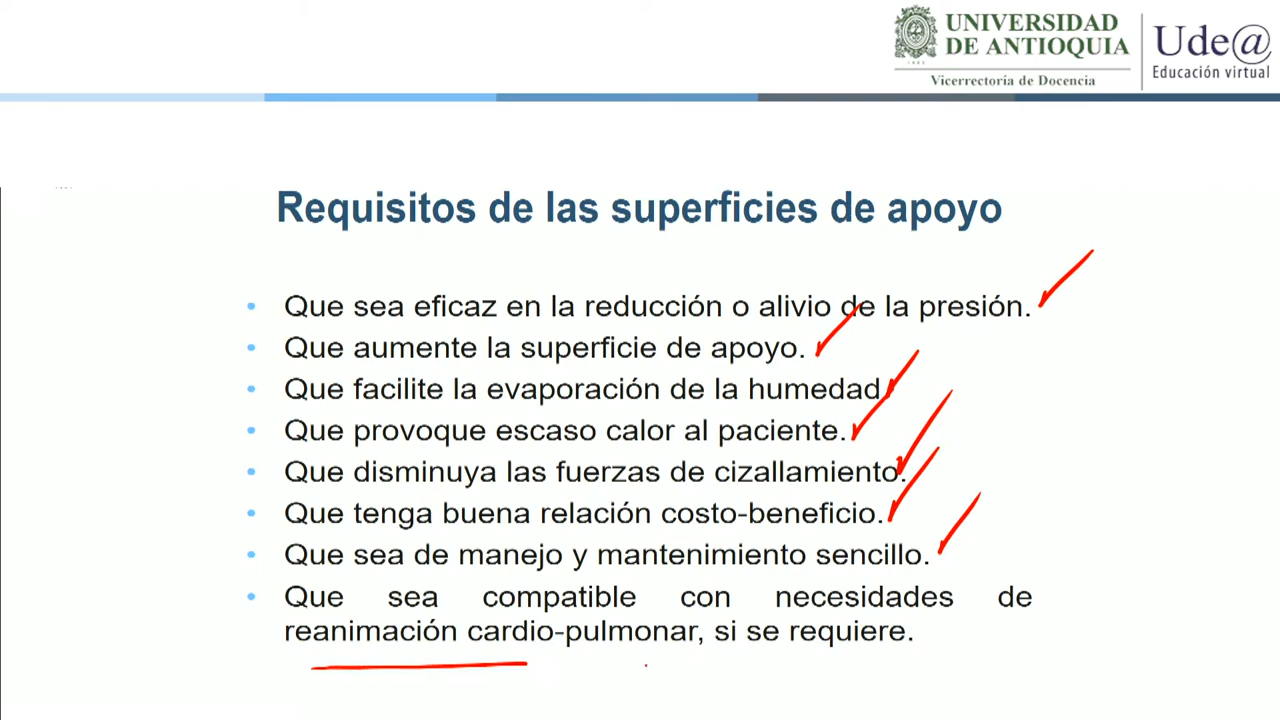 UNIVERSIDAD
DE ANTIOQUIA
Vicerrectoría de Docencia
Ude@
Educación virtual
Requisitos de las superficies de apoyo
• Que sea eficaz en la reducción o alivio de la presión.
• Que aumente la superficie de apoyo.
• Que facilite la evaporación de la humedad.
• Que provoque escaso calor al paciente.
• Que disminuya las fuerzas de cizallamiento.
• Que tenga buena relación costo-beneficio.
• Que sea de manejo y mantenimiento sencillo.
• Que sea compatible con necesidades de
reanimación cardio-pulmonar, si se requiere.